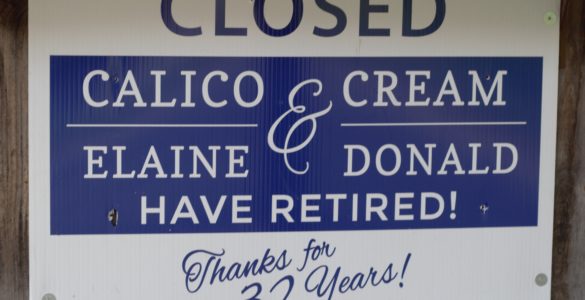 CLOSED
CALICO & CREAM
ELAINE & DONALD
HAVE RETIRED!
Thanks for
32 Years!